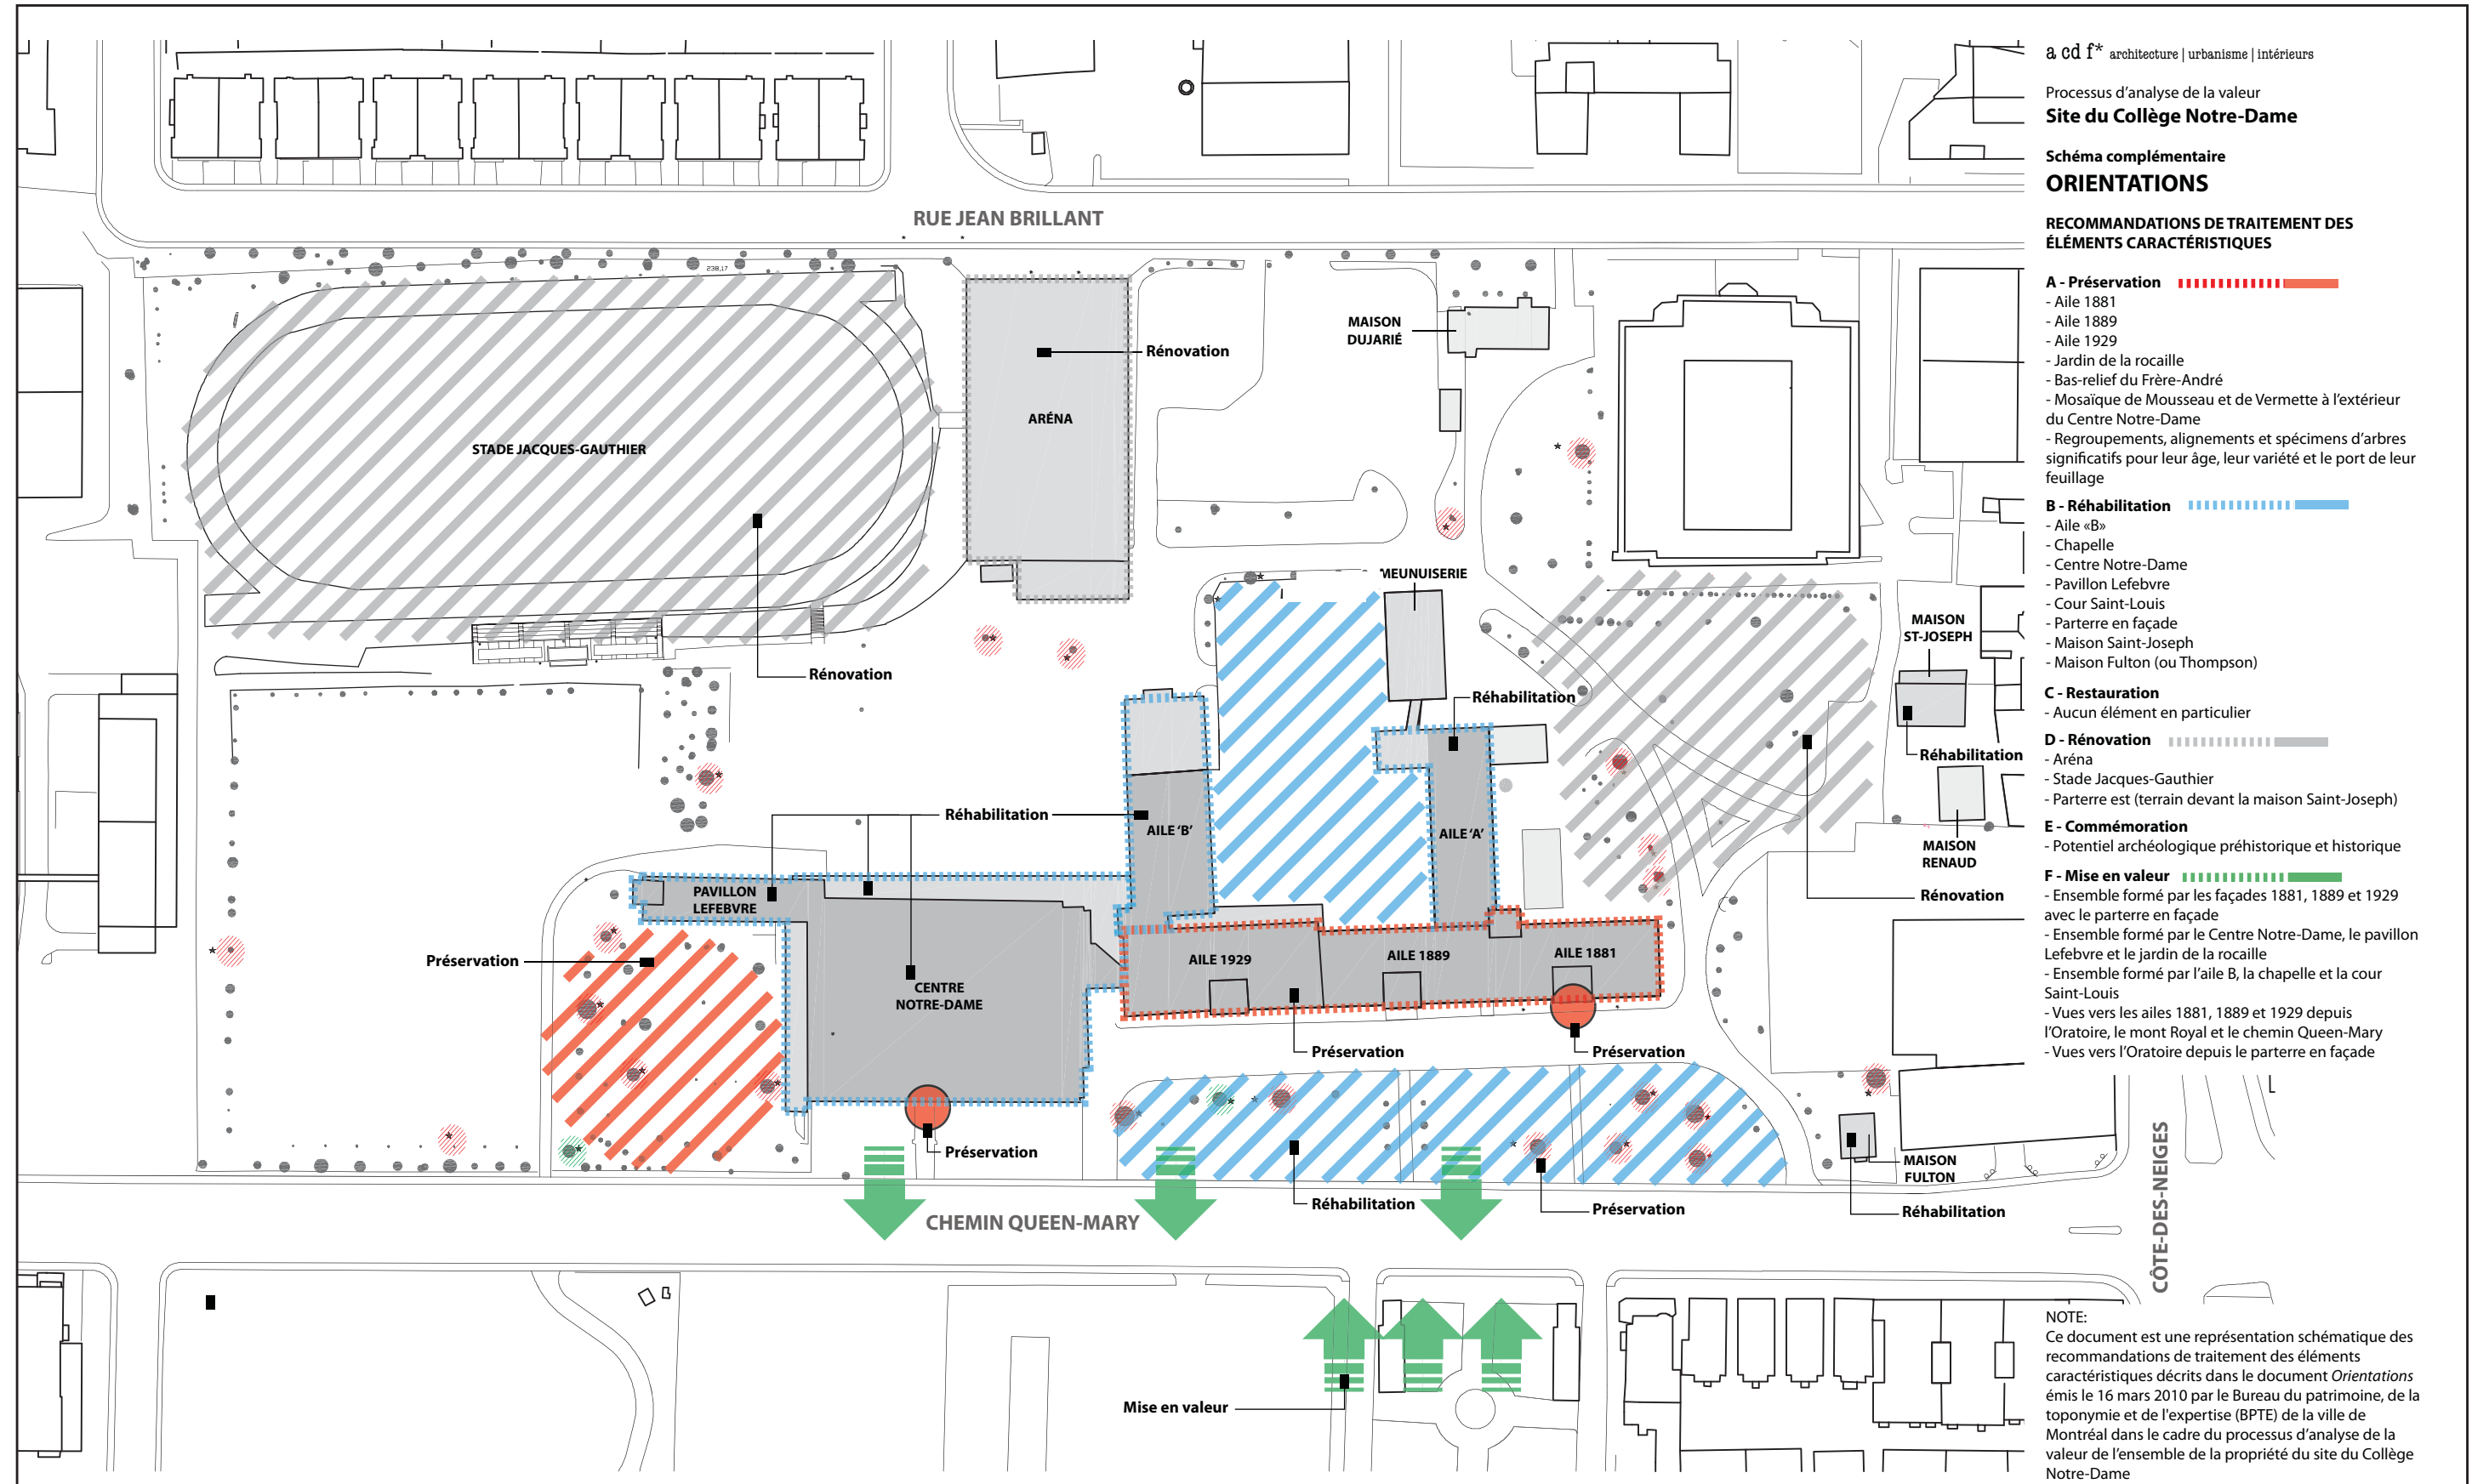 a cd f* architecture | urbanisme | intérieurs
Processus d'analyse de la valeur
Site du Collège Notre-Dame
Schéma complémentaire
ORIENTATIONS
RECOMMANDATIONS DE TRAITEMENT DES
ÉLÉMENTS CARACTÉRISTIQUES
A - Préservation
- Aile 1881
- Aile 1889
- Aile 1929
- Jardin de la rocaille
- Bas-relief du Frère-André
- Mosaïque de Mousseau et de Vermette à l'extérieur
du Centre Notre-Dame
- Regroupements, alignements et spécimens d'arbres
significatifs pour leur âge, leur variété et le port de leur
feuillage
B - Réhabilitation
- Aile «B»
- Chapelle
- Centre Notre-Dame
- Pavillon Lefebvre
- Cour Saint-Louis
- Parterre en façade
- Maison Saint-Joseph
- Maison Fulton (ou Thompson)
C - Restauration
- Aucun élément en particulier
D - Rénovation
- Aréna
- Stade Jacques-Gauthier
- Parterre est (terrain devant la maison Saint-Joseph)
E - Commémoration
- Potentiel archéologique préhistorique et historique
F - Mise en valeur
- Ensemble formé par les façades 1881, 1889 et 1929
avec le parterre en façade
- Ensemble formé par le Centre Notre-Dame, le pavillon
Lefebvre et le jardin de la rocaille
- Ensemble formé par l'aile B, la chapelle et la cour
Saint-Louis
- Vues vers les ailes 1881, 1889 et 1929 depuis
l'Oratoire, le mont Royal et le chemin Queen-Mary
- Vues vers l'Oratoire depuis le parterre en façade
RUE JEAN BRILLANT
238,17
MAISON
DUJARIÉ
Rénovation
ARÉNA
STADE JACQUES-GAUTHIER
MEUNUISERIE
MAISON
ST-JOSEPH
Rénovation
Réhabilitation
Réhabilitation
Réhabilitation
AILE 'B'
AILE 'A'
MAISON
RENAUD
PAVILLON
LEFEBVRE
Rénovation
Préservation
AILE 1929
AILE 1889
AILE 1881
CENTRE
NOTRE-DAME
Préservation
Préservation
Préservation
MAISON
FULTON
Réhabilitation
Préservation
Réhabilitation
CHEMIN QUEEN-MARY
CÔTE-DES-NEIGES
Mise en valeur
NOTE:
Ce document est une représentation schématique des
recommandations de traitement des éléments
caractéristiques décrits dans le document Orientations
émis le 16 mars 2010 par le Bureau du patrimoine, de la
toponymie et de l'expertise (BPTE) de la ville de
Montréal dans le cadre du processus d'analyse de la
valeur de l'ensemble de la propriété du site du Collège
Notre-Dame